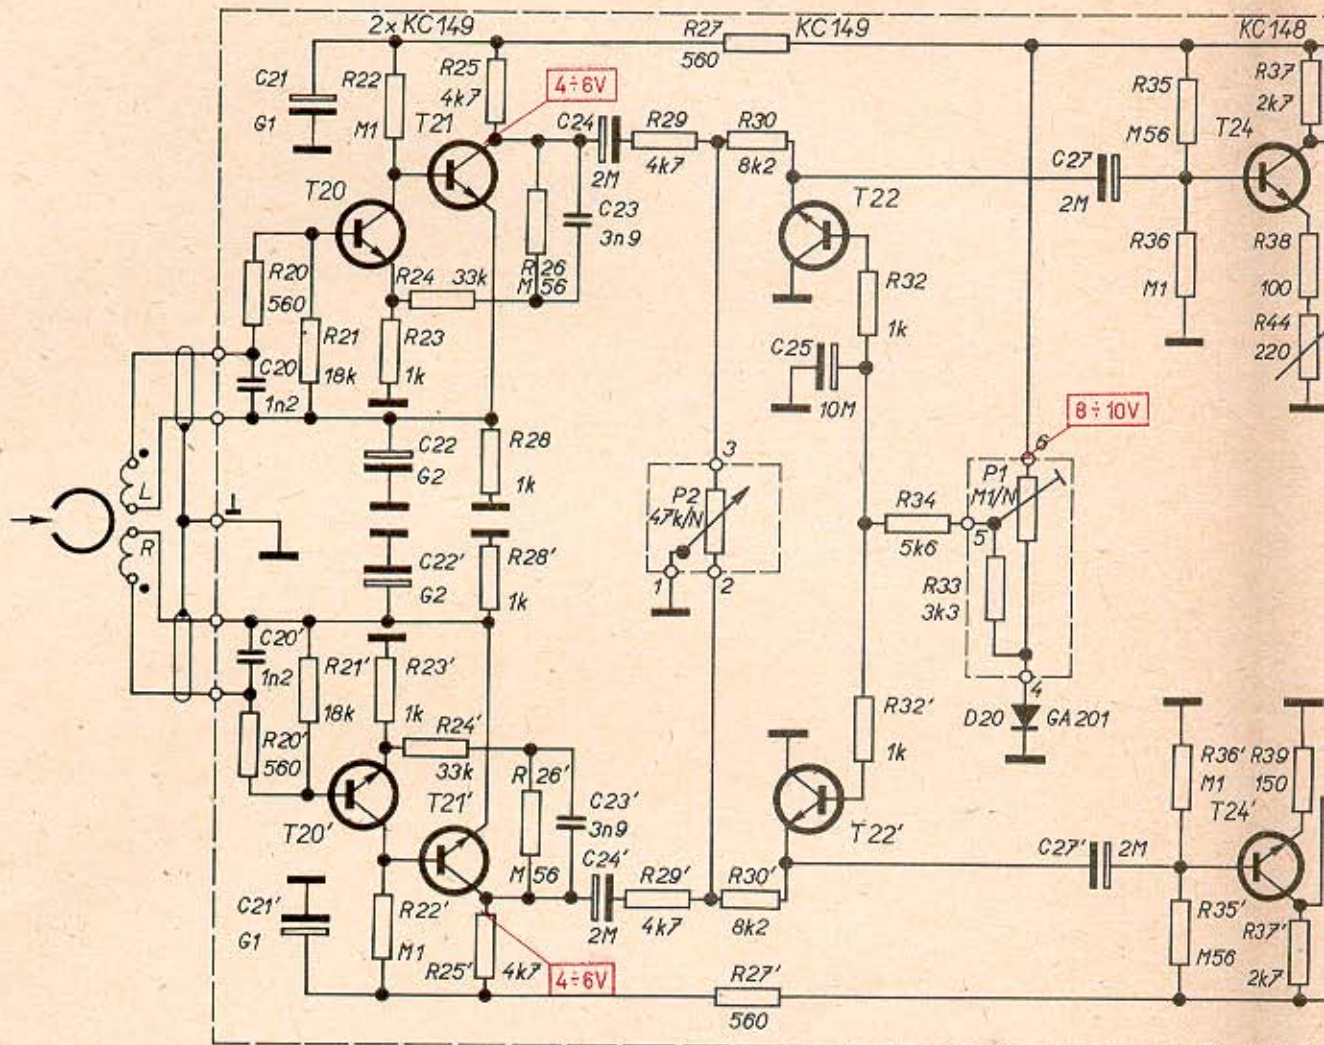 2x KC149
KC149
KC148
R27
560
C21
G1
R22
M1
R25
4k7
T21
4÷6V
C24
2M
R29
4k7
R30
8k2
R35
M56
R37
2k7
T24
C27
2M
T20
C23
3n9
T22
R20
560
R24
33k
R26
M56
R32
1k
R36
M1
R38
100
R21
18k
R23
1k
C25
10M
R44
220
C20
1n2
8÷10V
C22
G2
R28
1k
3
6
L
P2
47k/N
P1
M1/N
R34
5k6
5
R
C22'
G2
R28'
1k
1
2
R33
3k3
C20'
1n2
R21'
18k
R23'
1k
4
R20'
560
R24'
33k
R32'
1k
D20
GA201
R26'
M56
C23'
3n9
R36'
M1
R39
150
T20'
T21'
T22'
T24'
C24'
2M
R29'
4k7
R30'
8k2
C27'
2M
C21'
G1
R22'
M1
R25'
4k7
4÷6V
R35'
M56
R37'
2k7
R27'
560